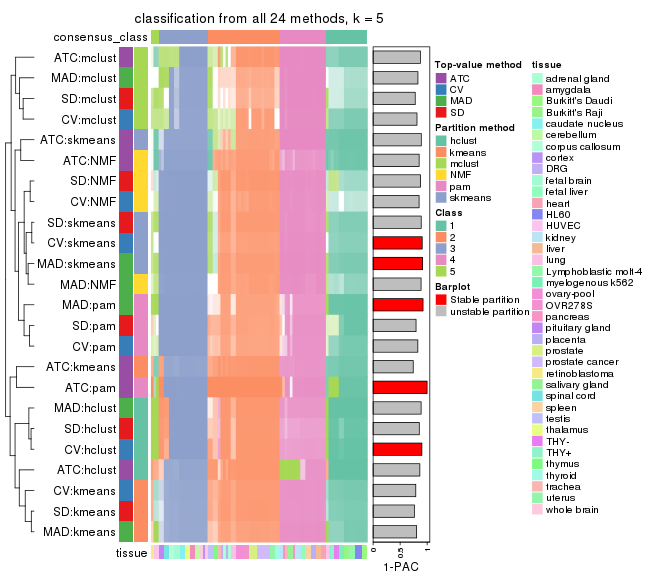 classification from all 24 methods, k = 5
consensus_class
ATC:mclust
MAD:mclust
SD:mclust
CV:mclust
ATC:skmeans
ATC:NMF
SD:NMF
CV:NMF
SD:skmeans
CV:skmeans
MAD:skmeans
MAD:NMF
MAD:pam
SD:pam
CV:pam
ATC:kmeans
ATC:pam
MAD:hclust
SD:hclust
CV:hclust
ATC:hclust
CV:kmeans
SD:kmeans
MAD:kmeans
tissue
0
0.5
1
1-PAC
Top-value method
ATC
CV
MAD
SD
Partition method
hclust
kmeans
mclust
NMF
pam
skmeans
Class
1
2
3
4
5
Barplot
Stable partition
unstable partition
tissue
adrenal gland
amygdala
Burkitt's Daudi
Burkitt's Raji
caudate nucleus
cerebellum
corpus callosum
cortex
DRG
fetal brain
fetal liver
heart
HL60
HUVEC
kidney
liver
lung
Lymphoblastic molt-4
myelogenous k562
ovary-pool
OVR278S
pancreas
pituitary gland
placenta
prostate
prostate cancer
retinoblastoma
salivary gland
spinal cord
spleen
testis
thalamus
THY-
THY+
thymus
thyroid
trachea
uterus
whole brain